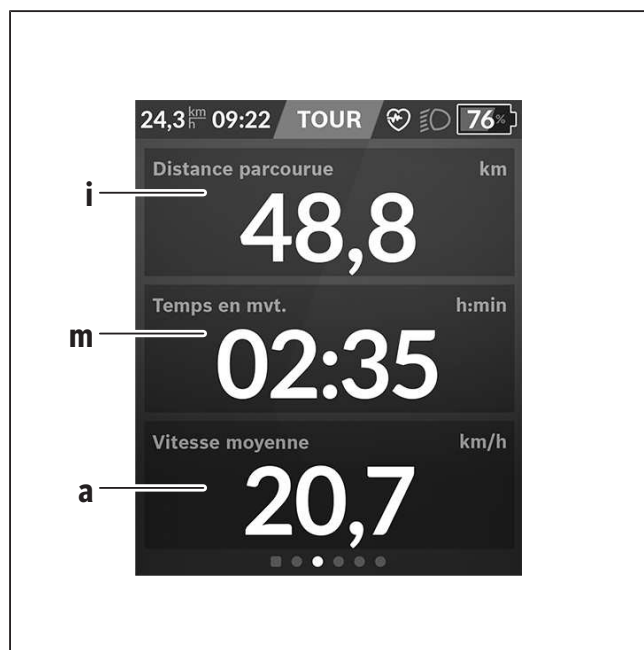 24,3 km/h 09:22 TOUR 76%
Distance parcourue km
i
48,8
Temps en mvt. h:min
m
02:35
Vitesse moyenne km/h
a
20,7